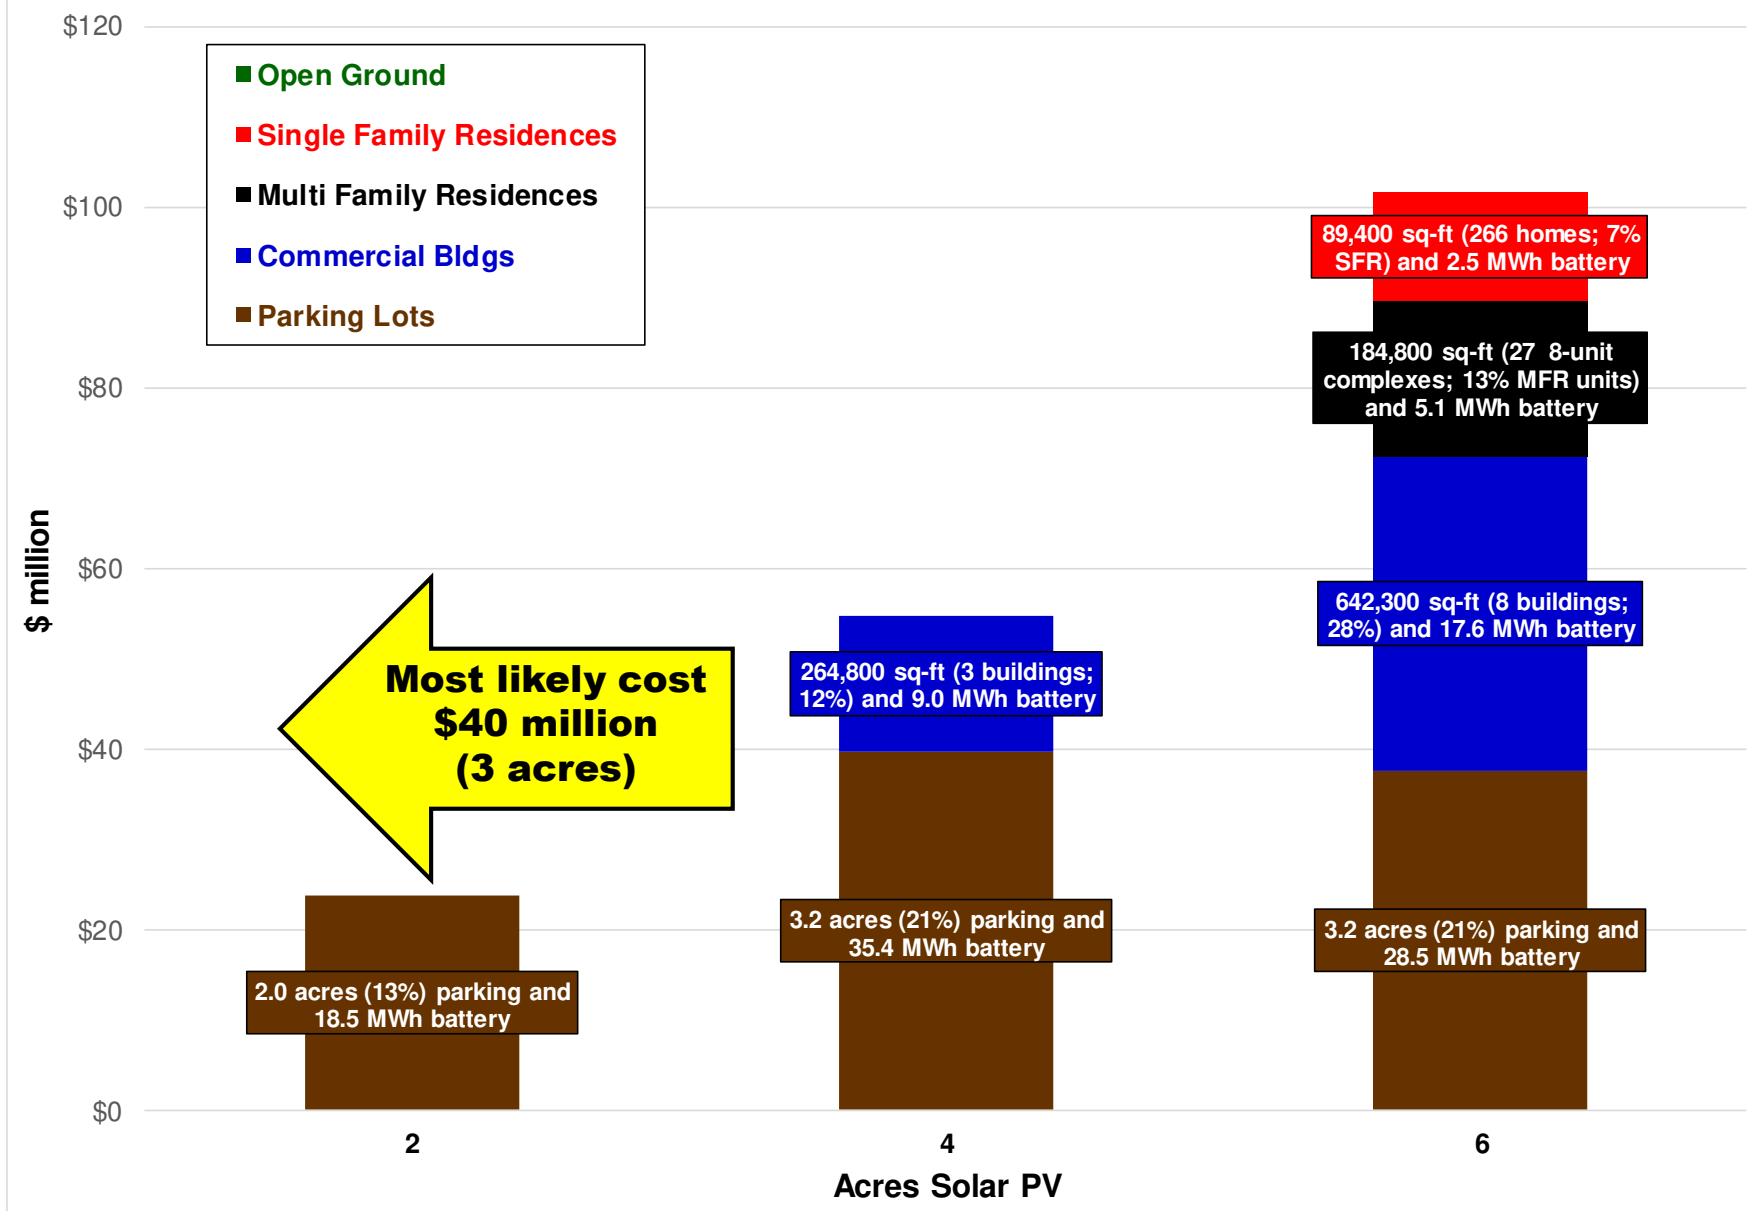 $120
$100
$80
$60
$40
$20
$0
$ million
Open Ground
Single Family Residences
Multi Family Residences
Commercial Bldgs
Parking Lots
Most likely cost
$40 million
(3 acres)
2.0 acres (13%) parking and
18.5 MWh battery
264,800 sq-ft (3 buildings;
12%) and 9.0 MWh battery
3.2 acres (21%) parking and
35.4 MWh battery
89,400 sq-ft (266 homes; 7%
SFR) and 2.5 MWh battery
184,800 sq-ft (27 8-unit
complexes; 13% MFR units)
and 5.1 MWh battery
642,300 sq-ft (8 buildings;
28%) and 17.6 MWh battery
3.2 acres (21%) parking and
28.5 MWh battery
2
4
6
Acres Solar PV